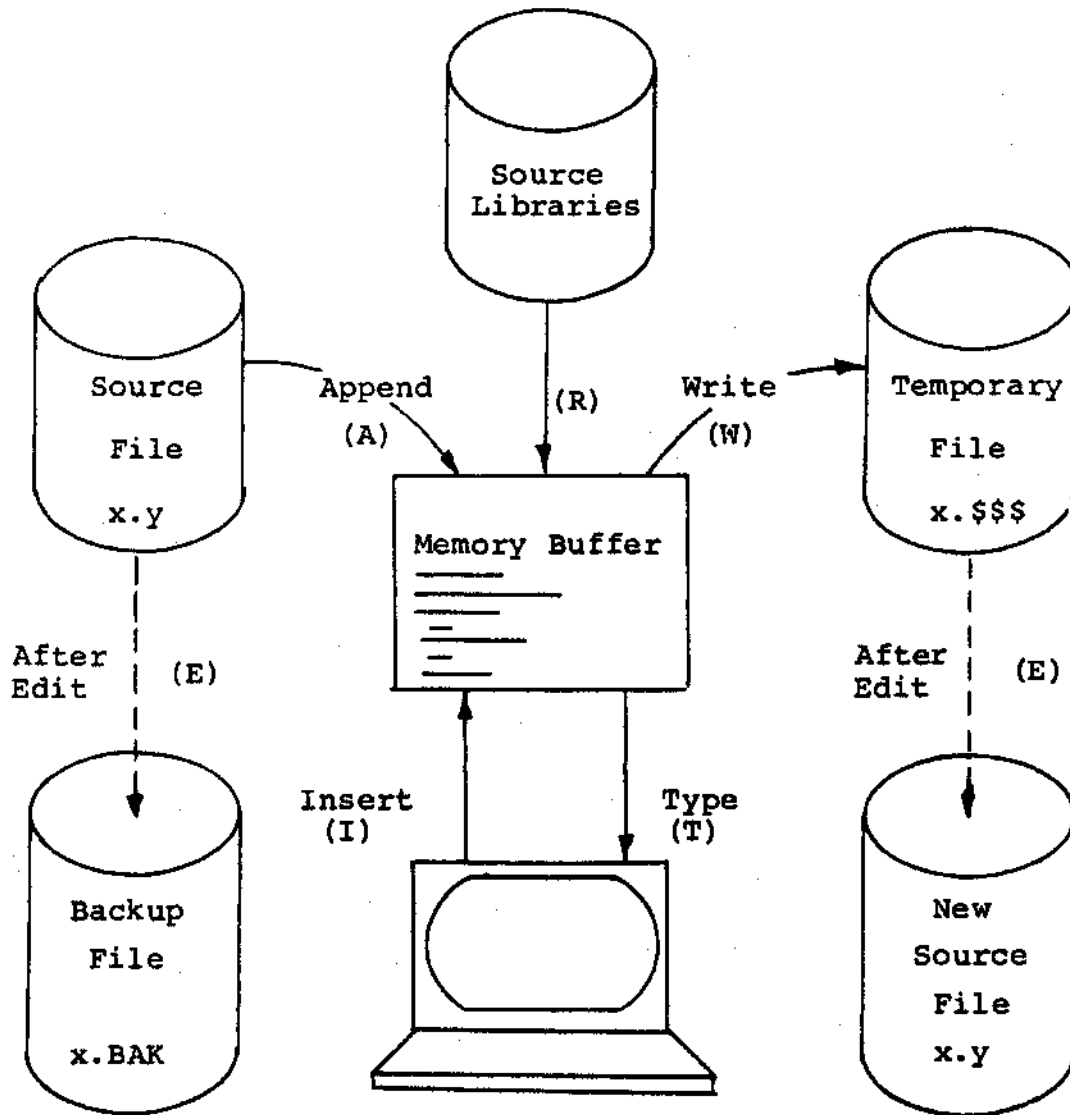 Source
Libraries
Source
File
x.y
Append
(A)
(R)
Write
(W)
Temporary
File
x.$$$
Memory Buffer
After
Edit
(E)
After
Edit
(E)
Insert
(I)
Type
(T)
Backup
File
x.BAK
New
Source
File
x.y